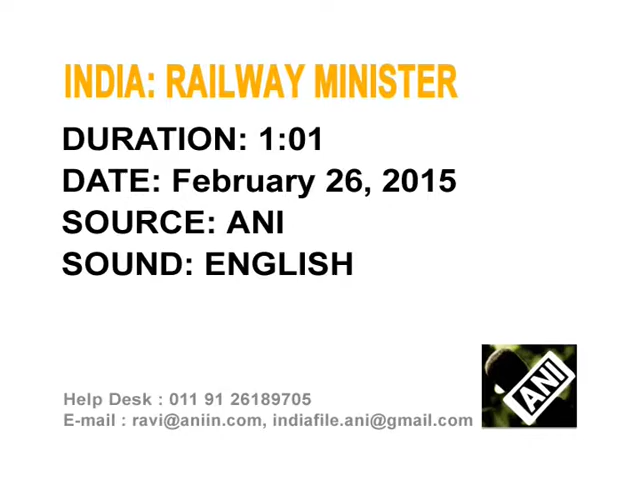 INDIA: RAILWAY MINISTER
DURATION: 1:01
DATE: February 26, 2015
SOURCE: ANI
SOUND: ENGLISH
Help Desk : 011 91 26189705
E-mail : ravi@aniin.com, indiafile.ani@gmail.com
ANI